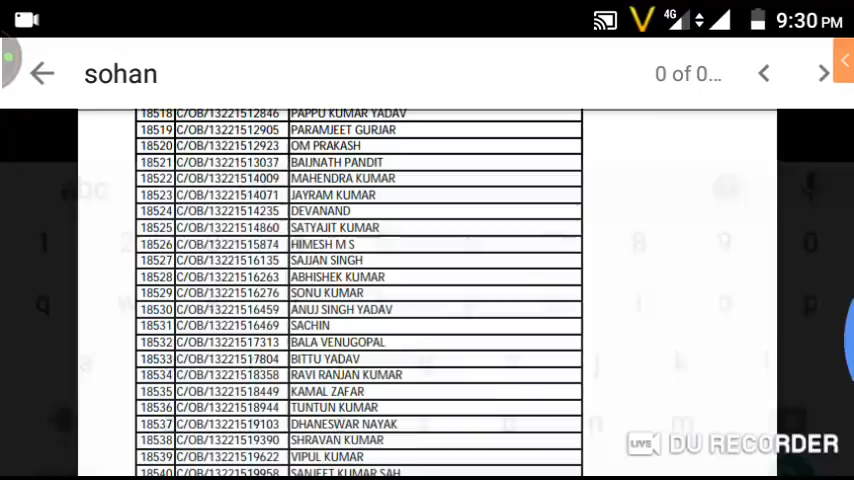 4G 9:30 PM
sohan 0 of 0...
18518 C/OB/13221512846 PAPPU KUMAR YADAV
18519 C/OB/13221512905 PARAMJEET GURJAR
18520 C/OB/13221512923 OM PRAKASH
18521 C/OB/13221513037 BAIJNATH PANDIT
18522 C/OB/13221514009 MAHENDRA KUMAR
18523 C/OB/13221514071 JAYRAM KUMAR
18524 C/OB/13221514235 DEVANAND
18525 C/OB/13221514860 SATYAJIT KUMAR
18526 C/OB/13221515874 HIMESH M S
18527 C/OB/13221516135 SAJJAN SINGH
18528 C/OB/13221516263 ABHISHEK KUMAR
18529 C/OB/13221516276 SONU KUMAR
18530 C/OB/13221516459 ANUJ SINGH YADAV
18531 C/OB/13221516469 SACHIN
18532 C/OB/13221517313 BALA VENUGOPAL
18533 C/OB/13221517804 BITTU YADAV
18534 C/OB/13221518358 RAVI RANJAN KUMAR
18535 C/OB/13221518449 KAMAL ZAFAR
18536 C/OB/13221518944 TUNTUN KUMAR
18537 C/OB/13221519103 DHANESWAR NAYAK
18538 C/OB/13221519390 SHRAVAN KUMAR
18539 C/OB/13221519622 VIPUL KUMAR
18540 C/OB/13221519958 SANJEET KUMAR SAH
LIVE DU RECORDER